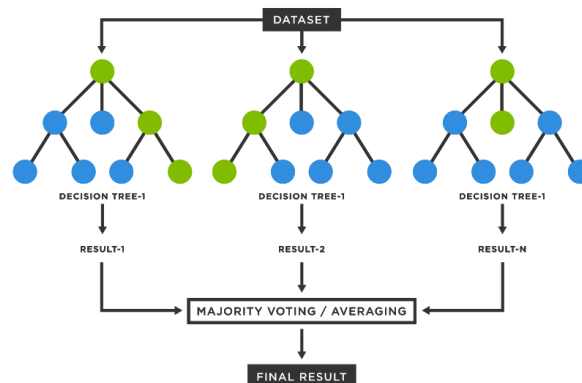 DATASET
DECISION TREE-1
DECISION TREE-1
DECISION TREE-1
RESULT-1
RESULT-2
RESULT-N
MAJORITY VOTING / AVERAGING
FINAL RESULT